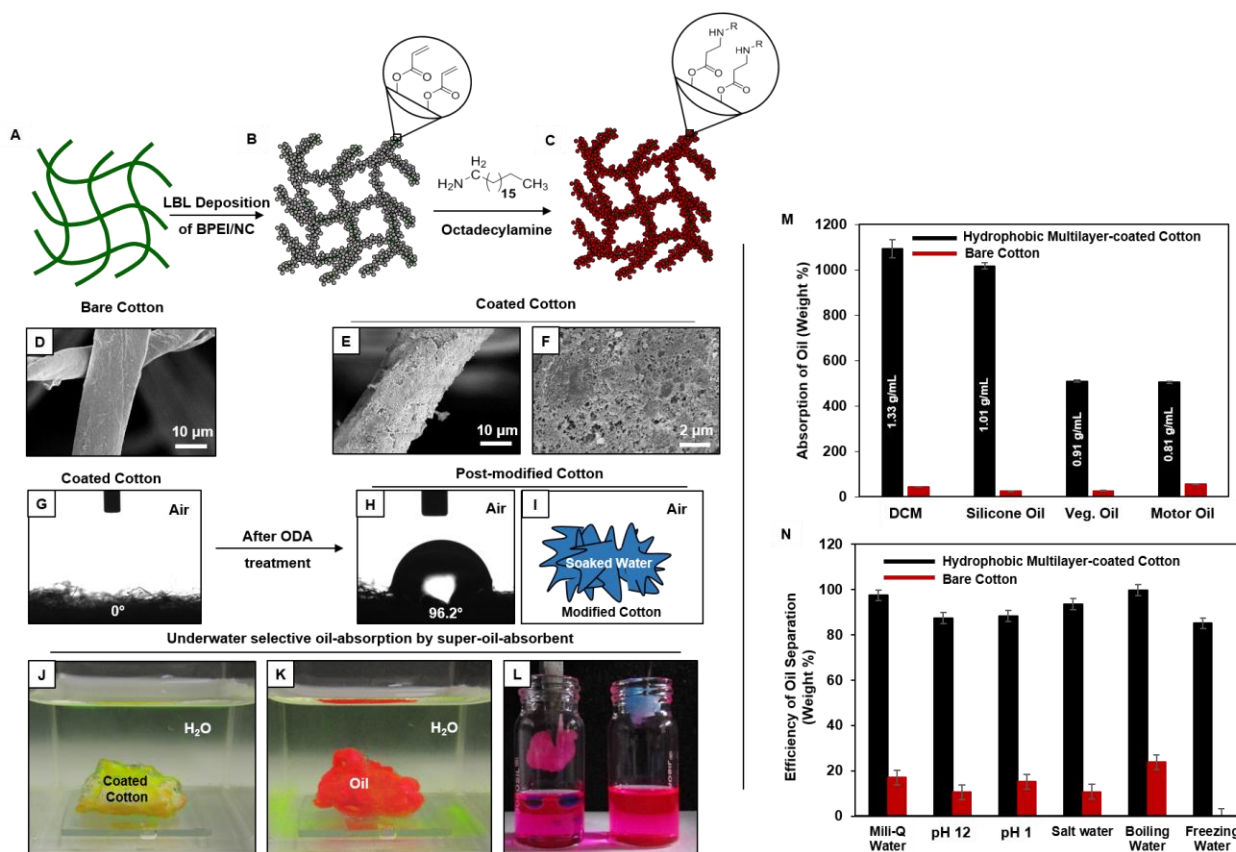 A
B
C
O
O
O
O
HN-R
HN-R
O
O
O
O
LBL Deposition
of BPEI/NC
H2
H2N C CH3
15
Octadecylamine
Bare Cotton
Coated Cotton
D
10 µm
E
10 µm
F
2 µm
Coated Cotton
Post-modified Cotton
G
Air
0°
After ODA
treatment
H
Air
96.2°
I
Air
Soaked Water
Modified Cotton
Underwater selective oil-absorption by super-oil-absorbent
J
H2O
Coated
Cotton
K
H2O
Oil
L
M
Absorption of Oil (Weight %)
1200
1000
800
600
400
200
0
Hydrophobic Multilayer-coated Cotton
Bare Cotton
1.33 g/mL
1.01 g/mL
0.91 g/mL
0.81 g/mL
DCM Silicone Oil Veg. Oil Motor Oil
N
Efficiency of Oil Separation
(Weight %)
120
100
80
60
40
20
0
Hydrophobic Multilayer-coated Cotton
Bare Cotton
Mili-Q
Water
pH 12
pH 1
Salt water
Boiling
Water
Freezing
Water